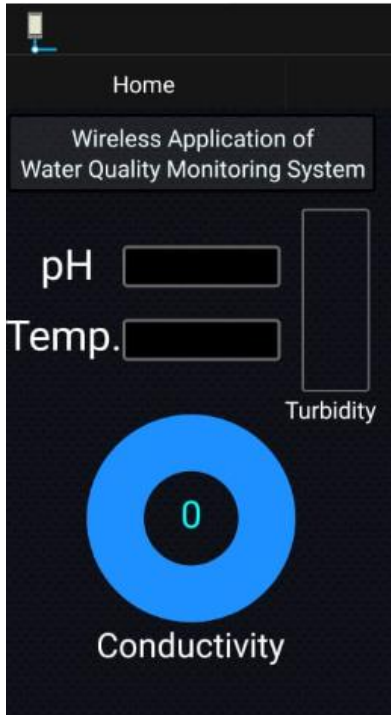 Home
Wireless Application of
Water Quality Monitoring System
pH
Temp.
Turbidity
0
Conductivity